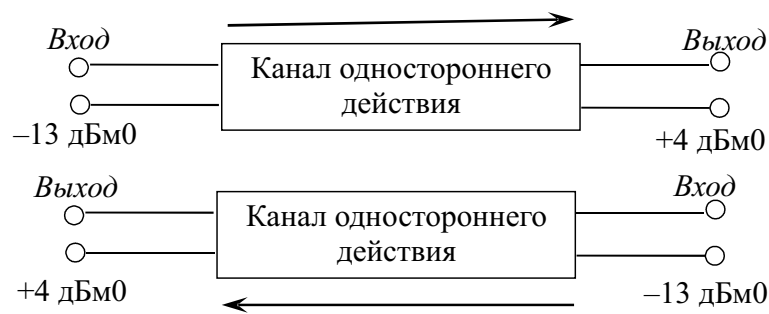 Вход
Выход
Канал одностороннего
действия
–13 дБм0
+4 дБм0
Выход
Вход
Канал одностороннего
действия
+4 дБм0
–13 дБм0